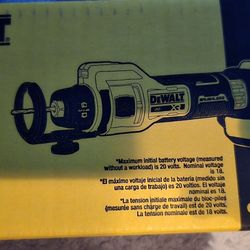 DEWALT
XR
BRUSHLESS
*Maximum initial battery voltage (measured
without a workload) is 20 volts. Nominal voltage
is 18.
*El máximo voltaje inicial de la batería (medido sin
una carga de trabajo) es 20 voltios. El voltaje
nominal es 18.
*La tension initiale maximale du bloc-piles
(mesurée sans charge de travail) est de 20 volts.
La tension nominale est de 18 volts.